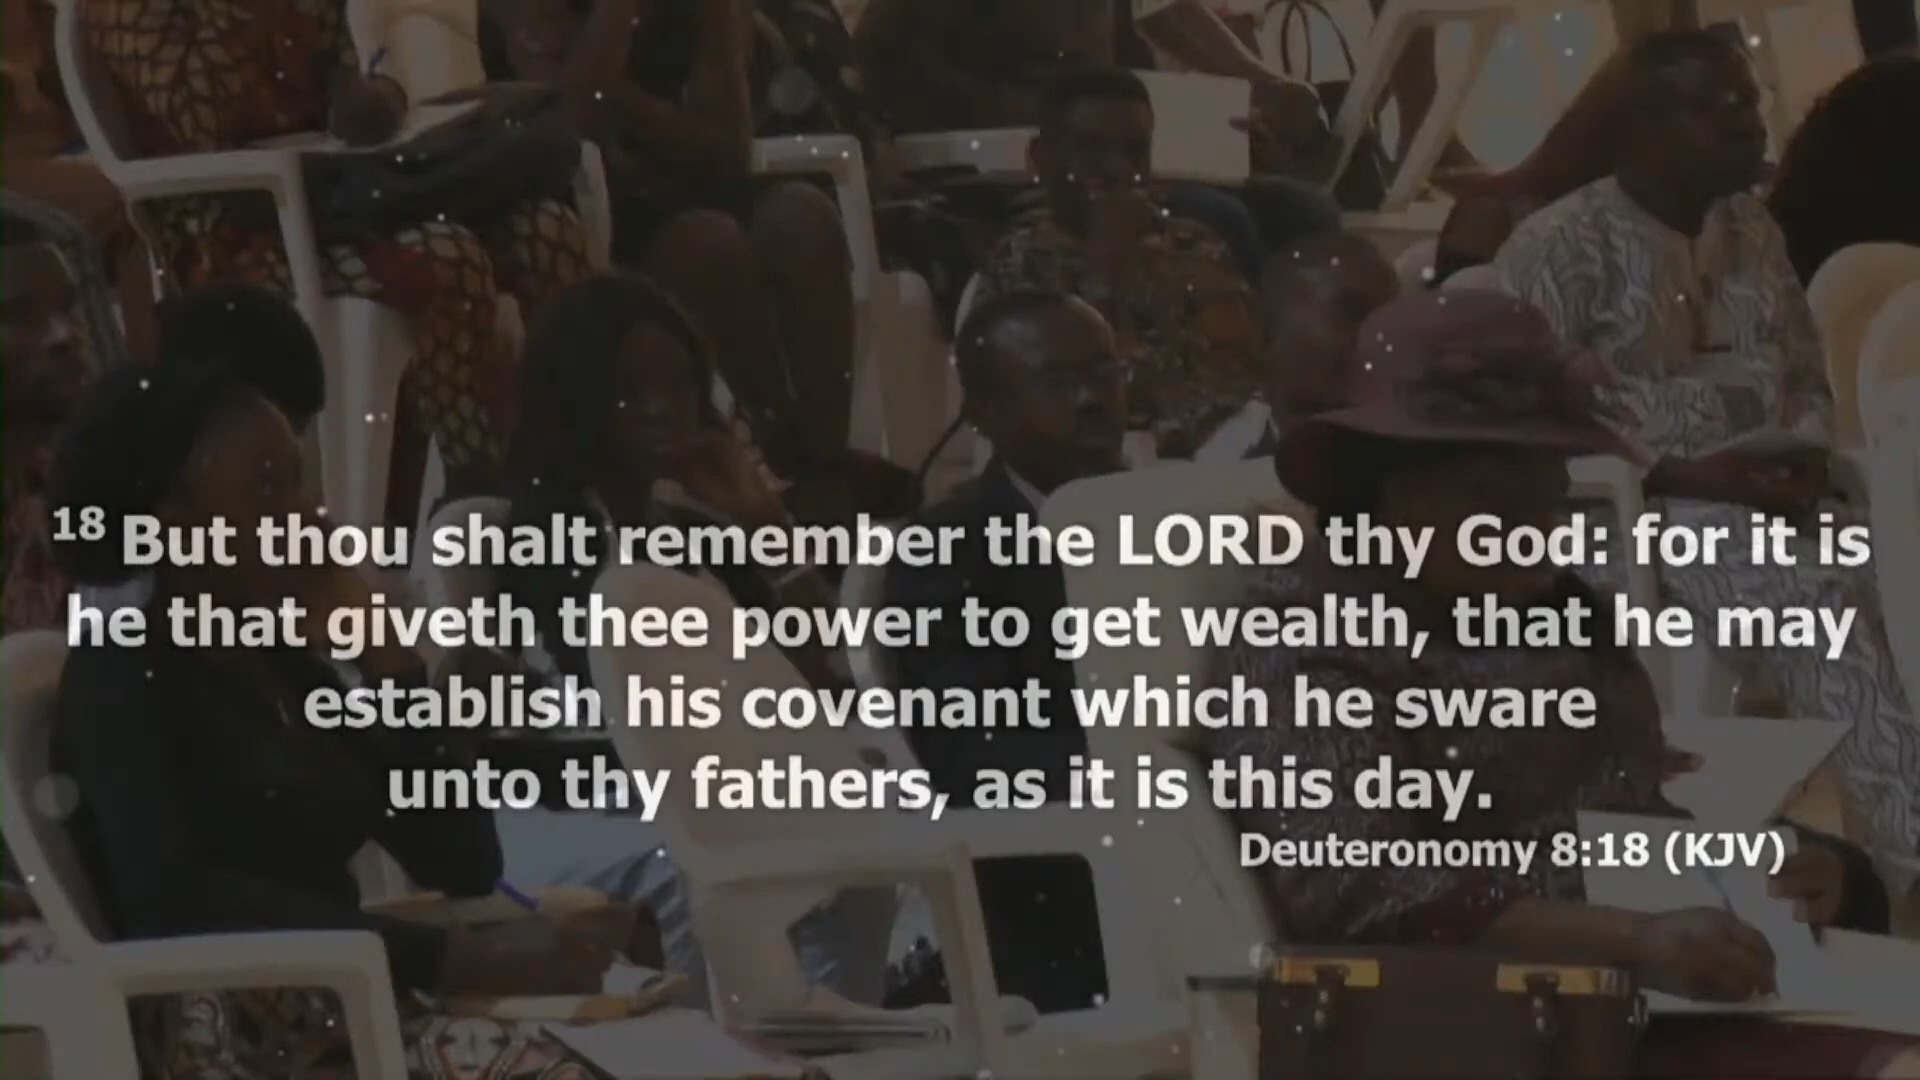 18 But thou shalt remember the LORD thy God: for it is
he that giveth thee power to get wealth, that he may
establish his covenant which he sware
unto thy fathers, as it is this day.
Deuteronomy 8:18 (KJV)